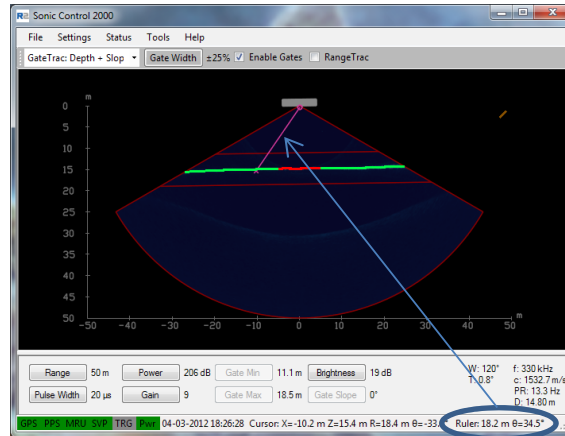 R2 Sonic Control 2000
File Settings Status Tools Help
GateTrac: Depth + Slop Gate Width ±25% Enable Gates RangeTrac
m
0
5
10
15
20
25
30
35
40
45
50
-50 -40 -30 -20 -10 0 10 20 30 40 50 m
Range 50 m Power 206 dB Gate Min 11.1 m Brightness 19 dB W: 120° f: 330 kHz
T: 0.8° c: 1532.7 m/s
Pulse Width 20 µs Gain 9 Gate Max 18.5 m Gate Slope 0° PR: 13.3 Hz
D: 14.80 m
GPS PPS MRU SVP TRG Pwr 04-03-2012 18:26:28 Cursor: X=-10.2 m Z=15.4 m R=18.4 m θ=-33. Ruler: 18.2 m θ=34.5°